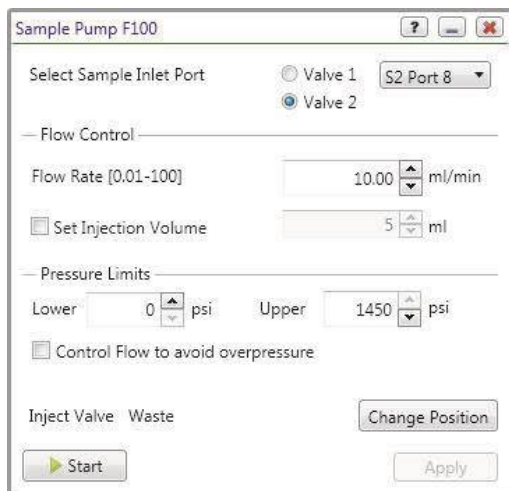 Sample Pump F100
Select Sample Inlet Port Valve 1 S2 Port 8
Valve 2
Flow Control
Flow Rate [0.01-100] 10.00 ml/min
Set Injection Volume 5 ml
Pressure Limits
Lower 0 psi Upper 1450 psi
Control Flow to avoid overpressure
Inject Valve Waste Change Position
Start Apply